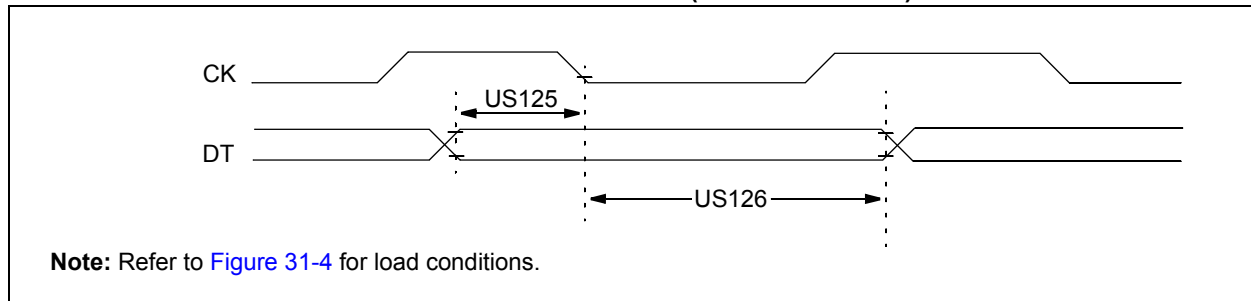 CK
US125
DT
US126
Note: Refer to Figure 31-4 for load conditions.